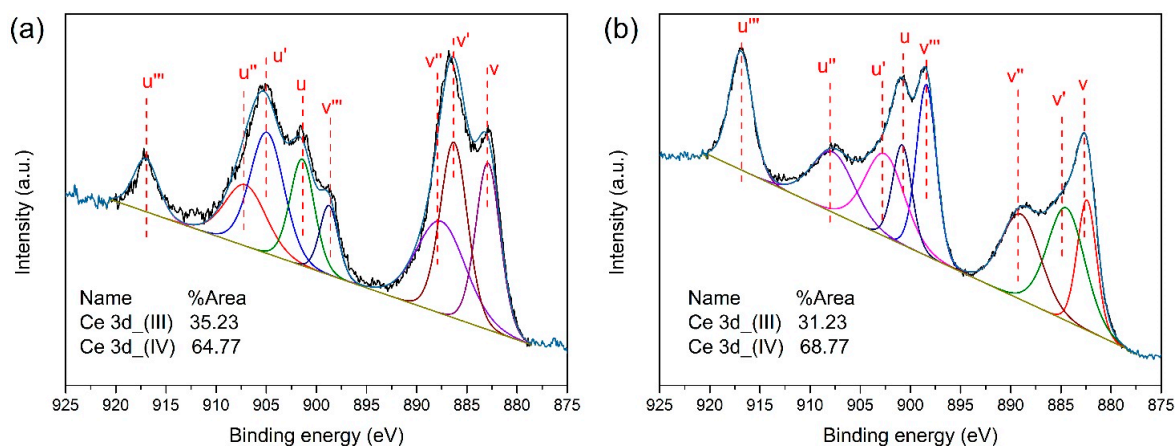 (a)
u'''
u''
u'
u
v'''
v''
v'
v
Intensity (a.u.)
Name %Area
Ce 3d_(III) 35.23
Ce 3d_(IV) 64.77
925 920 915 910 905 900 895 890 885 880 875
Binding energy (eV)
(b)
u'''
u''
u'
u
v'''
v''
v'
v
Intensity (a.u.)
Name %Area
Ce 3d_(III) 31.23
Ce 3d_(IV) 68.77
925 920 915 910 905 900 895 890 885 880 875
Binding energy (eV)